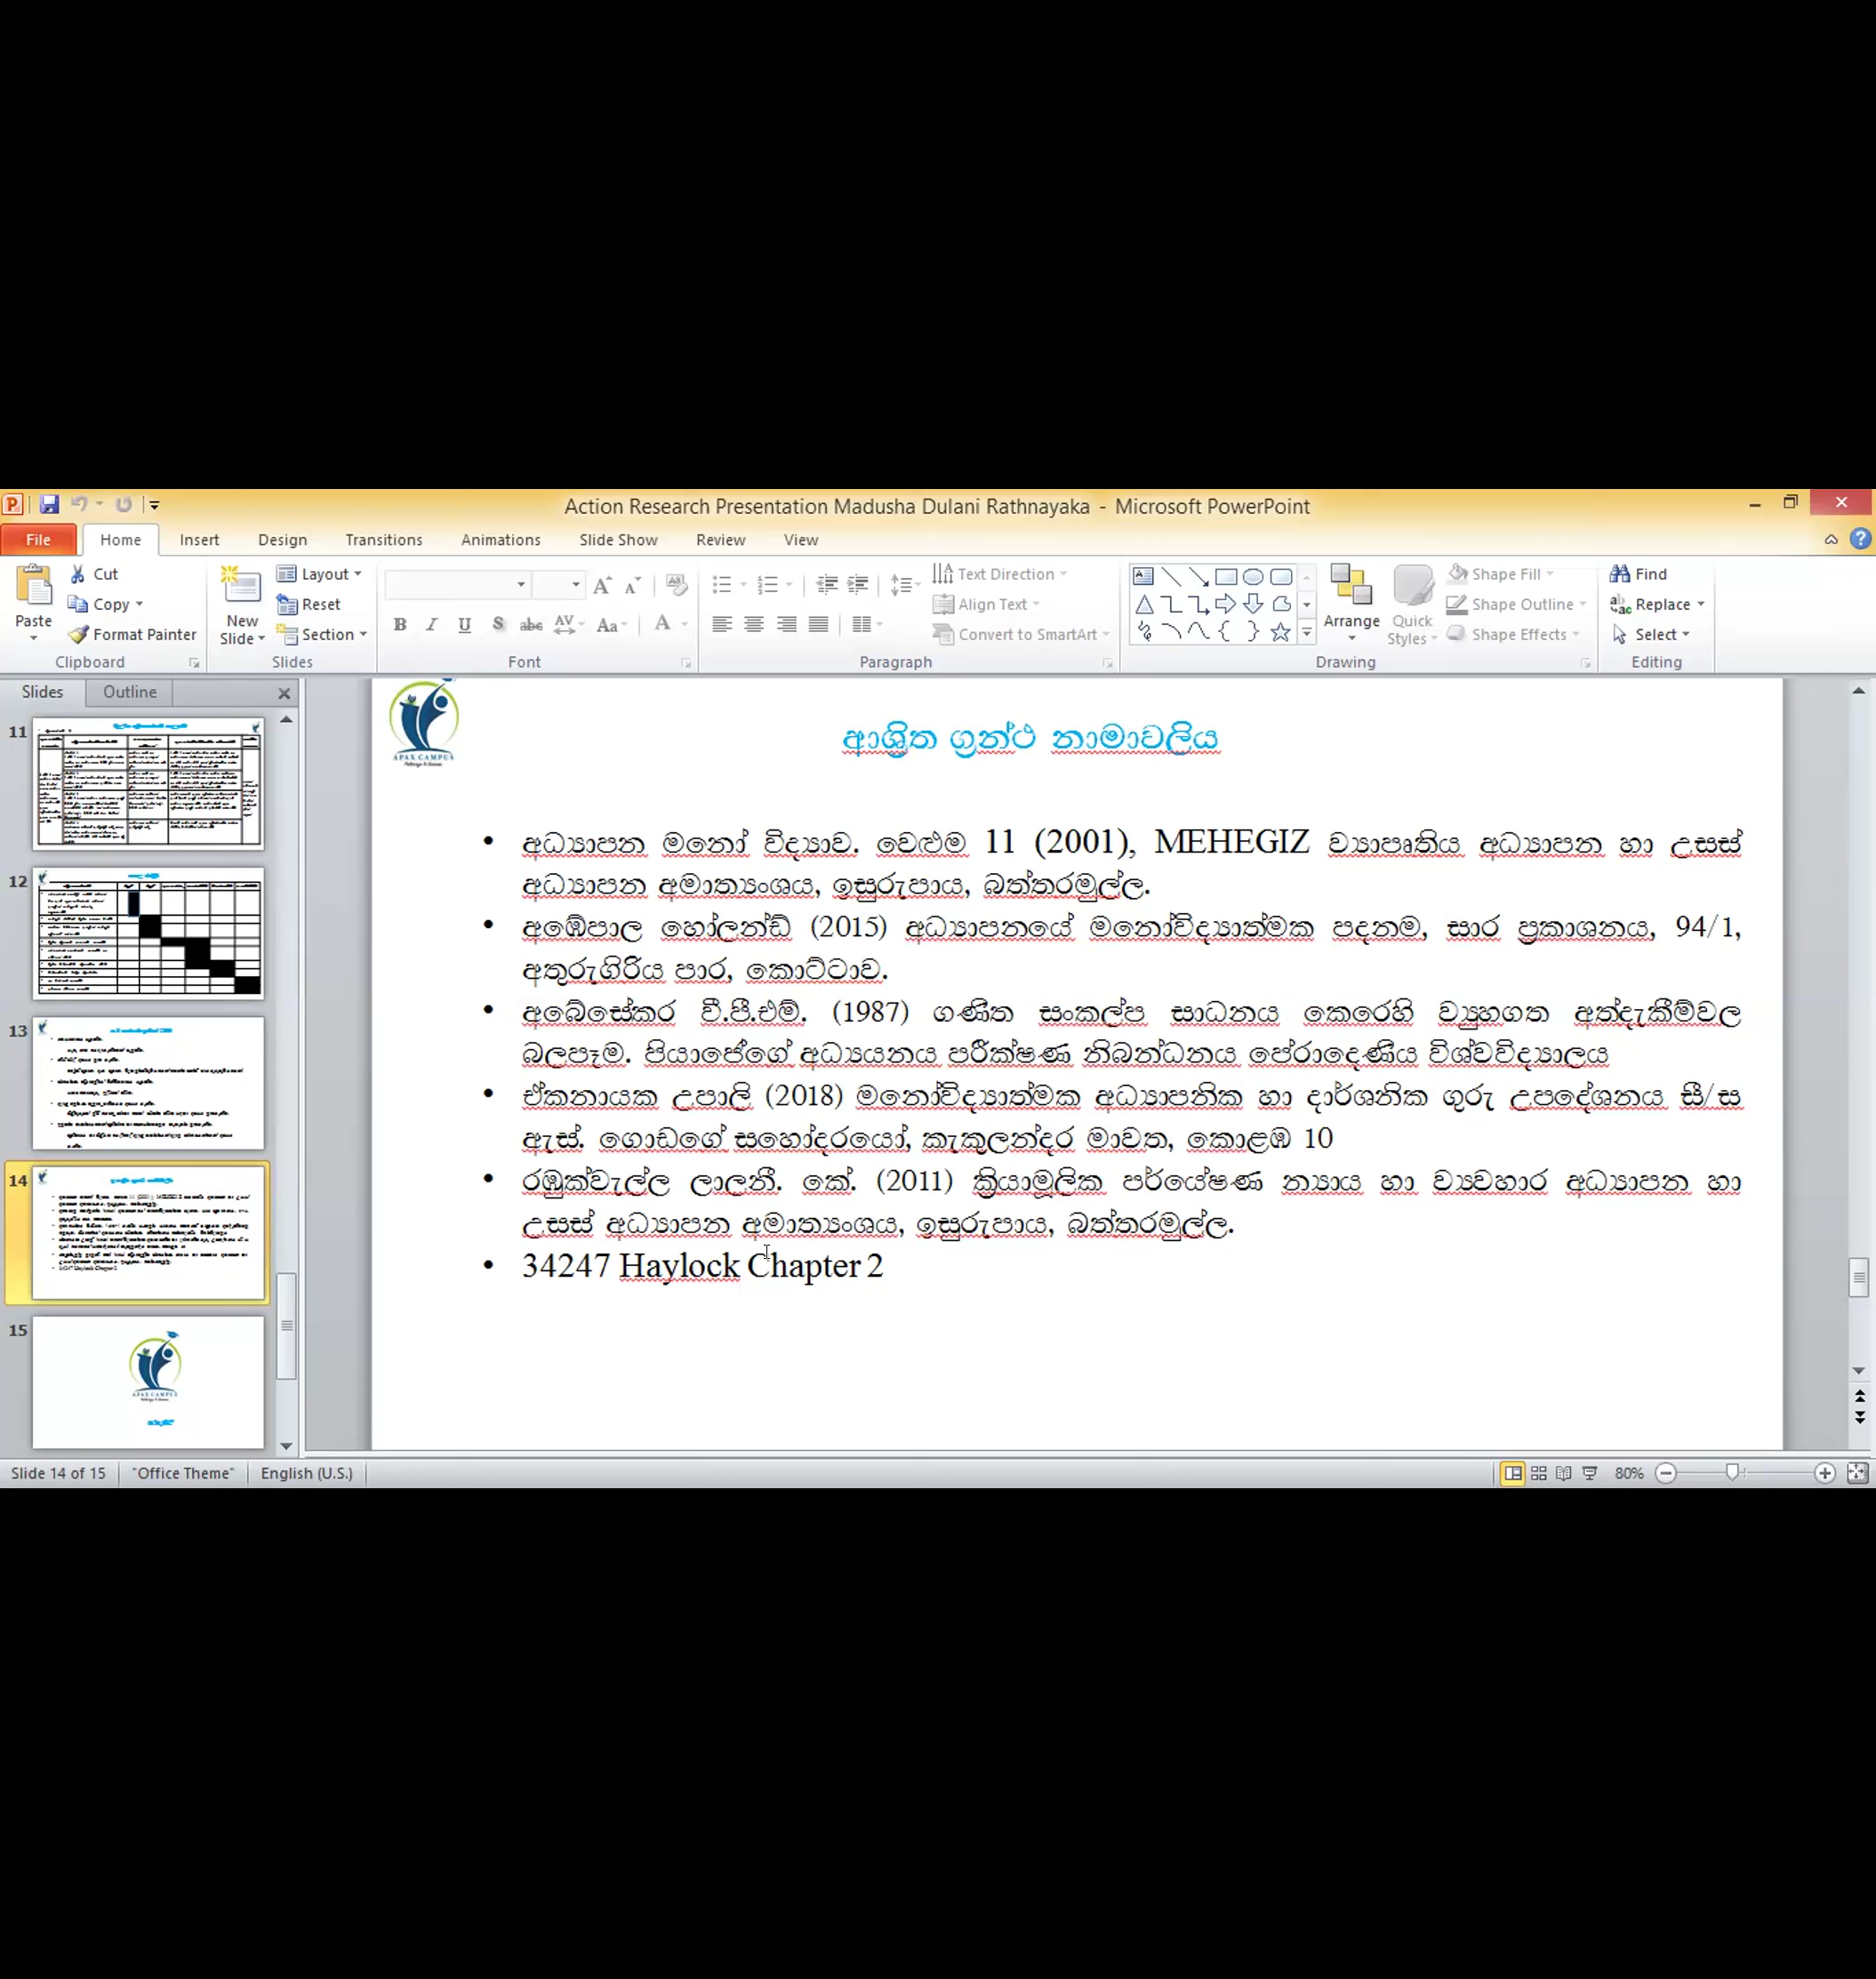 Action Research Presentation Madusha Dulani Rathnayaka - Microsoft PowerPoint
File Home Insert Design Transitions Animations Slide Show Review View
Cut Layout Text Direction Shape Fill Find
Copy Reset Align Text Shape Outline Replace
Paste Format Painter New Slide Section Convert to SmartArt Arrange Quick Styles Shape Effects Select
Clipboard Slides Font Paragraph Drawing Editing
Slides Outline
11
12
13
14
15
APAX CAMPUS
ආශ්‍රිත ග්‍රන්ථ නාමාවලිය
• අධ්‍යාපන මනෝ විද්‍යාව. වෙළුම 11 (2001), MEHEGIZ ව්‍යාපෘතිය අධ්‍යාපන හා උසස්
අධ්‍යාපන අමාත්‍යංශය, ඉසුරුපාය, බත්තරමුල්ල.
• අඹේපාල හෝලන්ඩ් (2015) අධ්‍යාපනයේ මනෝවිද්‍යාත්මක පදනම, සාර ප්‍රකාශනය, 94/1,
අතුරුගිරිය පාර, කොට්ටාව.
• අබේසේකර වී.පී.එම්. (1987) ගණිත සංකල්ප සාධනය කෙරෙහි ව්‍යුහගත අත්දැකීම්වල
බලපෑම. පියාජේගේ අධ්‍යයනය පරීක්ෂණ නිබන්ධනය පේරාදෙණිය විශ්වවිද්‍යාලය
• ඒකනායක උපාලි (2018) මනෝවිද්‍යාත්මක අධ්‍යාපනික හා දාර්ශනික ගුරු උපදේශනය සී/ස
ඇස්. ගොඩගේ සහෝදරයෝ, කැකුලන්දර මාවත, කොළඹ 10
• රඹුක්වැල්ල ලාලනී. කේ. (2011) ක්‍රියාමූලික පර්යේෂණ න්‍යාය හා ව්‍යවහාර අධ්‍යාපන හා
උසස් අධ්‍යාපන අමාත්‍යංශය, ඉසුරුපාය, බත්තරමුල්ල.
• 34247 Haylock Chapter 2
Slide 14 of 15 "Office Theme" English (U.S.) 80%